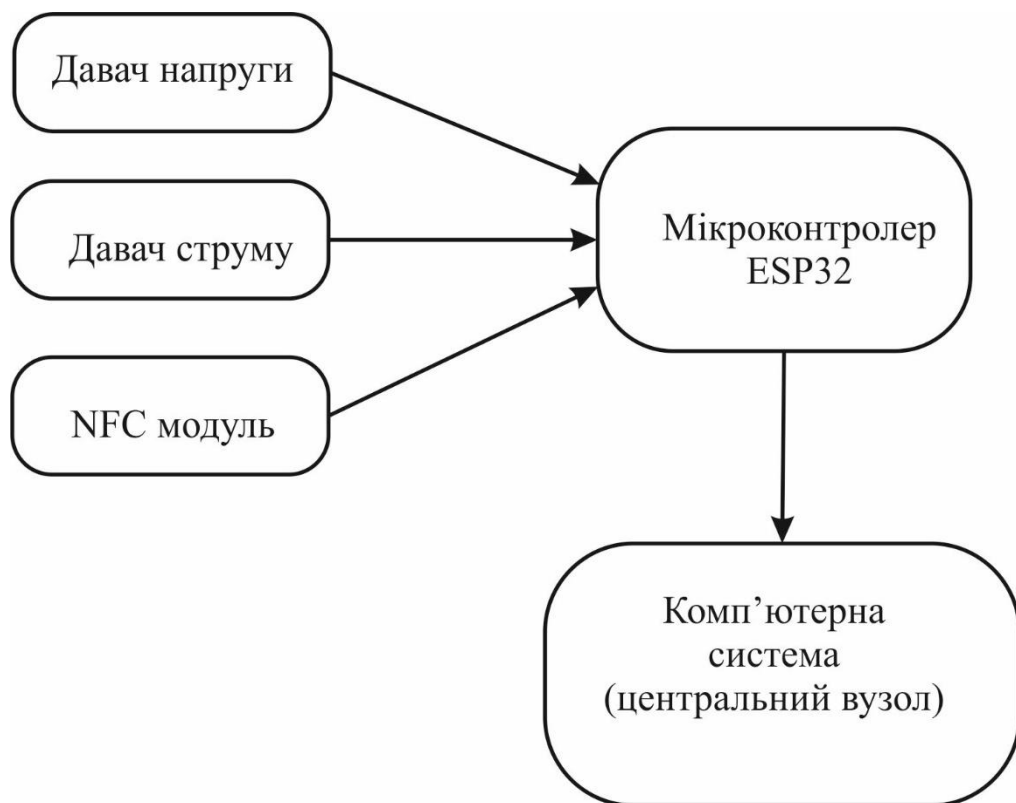 Давач напруги
Давач струму
NFC модуль
Мікроконтролер
ESP32
Комп’ютерна
система
(центральний вузол)